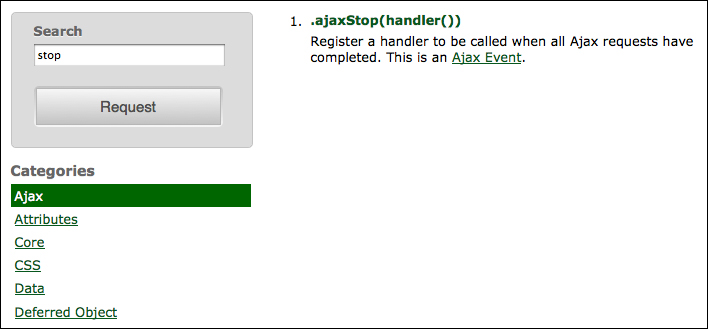 Search
stop
Request
Categories
Ajax
Attributes
Core
CSS
Data
Deferred Object
1. .ajaxStop(handler())
Register a handler to be called when all Ajax requests have
completed. This is an Ajax Event.